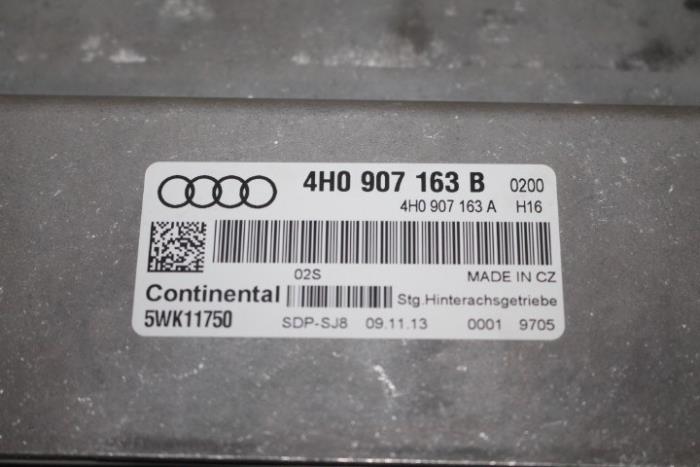 4H0 907 163 B 0200
4H0 907 163 A H16
02S MADE IN CZ
Continental Stg.Hinterachsgetriebe
5WK11750 SDP-SJ8 09.11.13 0001 9705